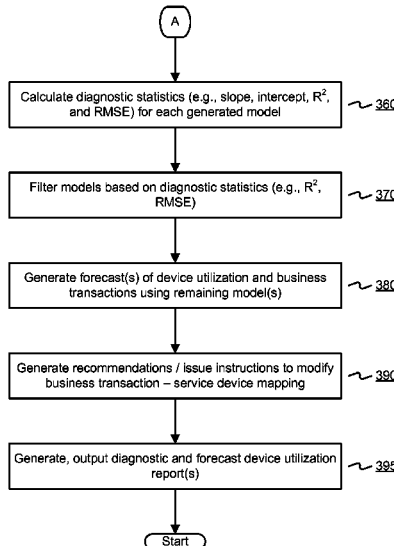 A
Calculate diagnostic statistics (e.g., slope, intercept, R², and RMSE) for each generated model
360
Filter models based on diagnostic statistics (e.g., R², RMSE)
370
Generate forecast(s) of device utilization and business transactions using remaining model(s)
380
Generate recommendations / issue instructions to modify business transaction – service device mapping
390
Generate, output diagnostic and forecast device utilization report(s)
395
Start